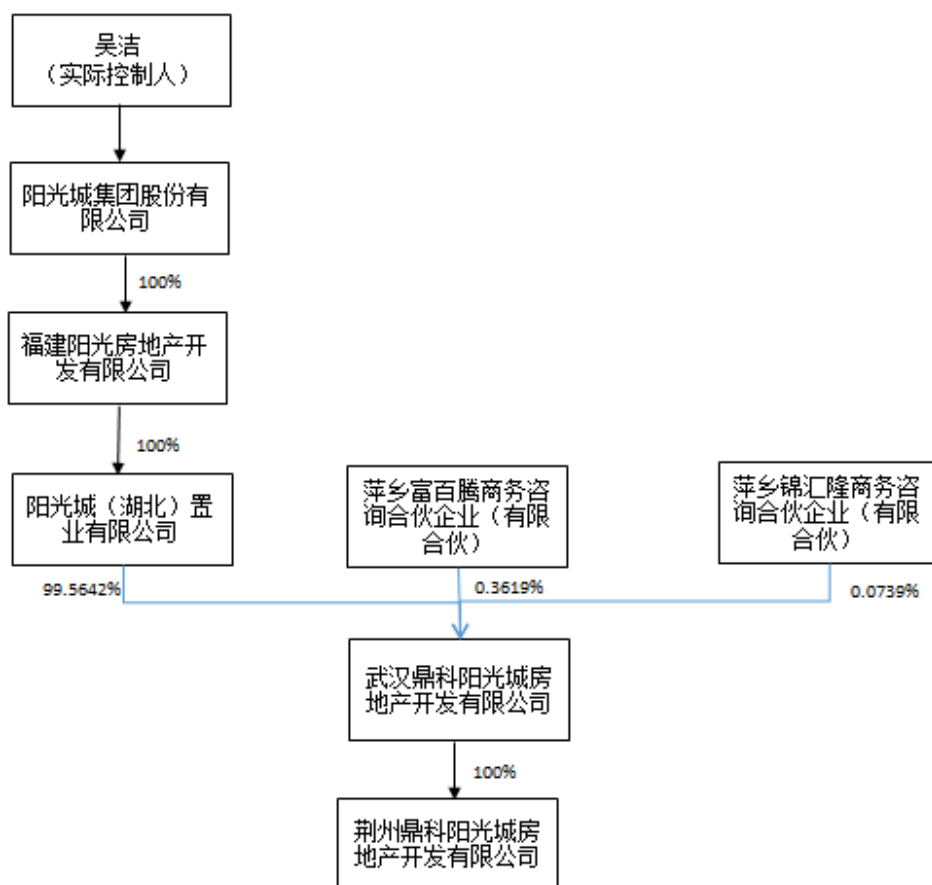 吴洁
（实际控制人）
阳光城集团股份有
限公司
100%
福建阳光房地产开
发有限公司
100%
阳光城（湖北）置
业有限公司
萍乡富百腾商务咨
询合伙企业（有限
合伙）
萍乡锦汇隆商务咨
询合伙企业（有限
合伙）
99.5642%
0.3619%
0.0739%
武汉鼎科阳光城房
地产开发有限公司
100%
荆州鼎科阳光城房
地产开发有限公司